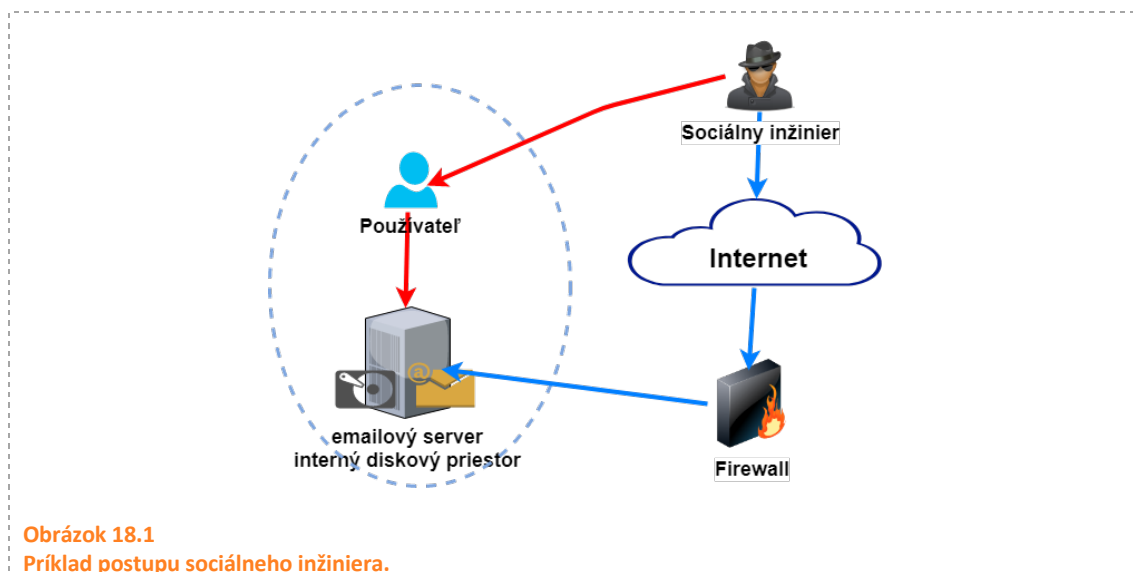 Sociálny inžinier
Používateľ
Internet
@
emailový server
interný diskový priestor
Firewall
Obrázok 18.1
Príklad postupu sociálneho inžiniera.